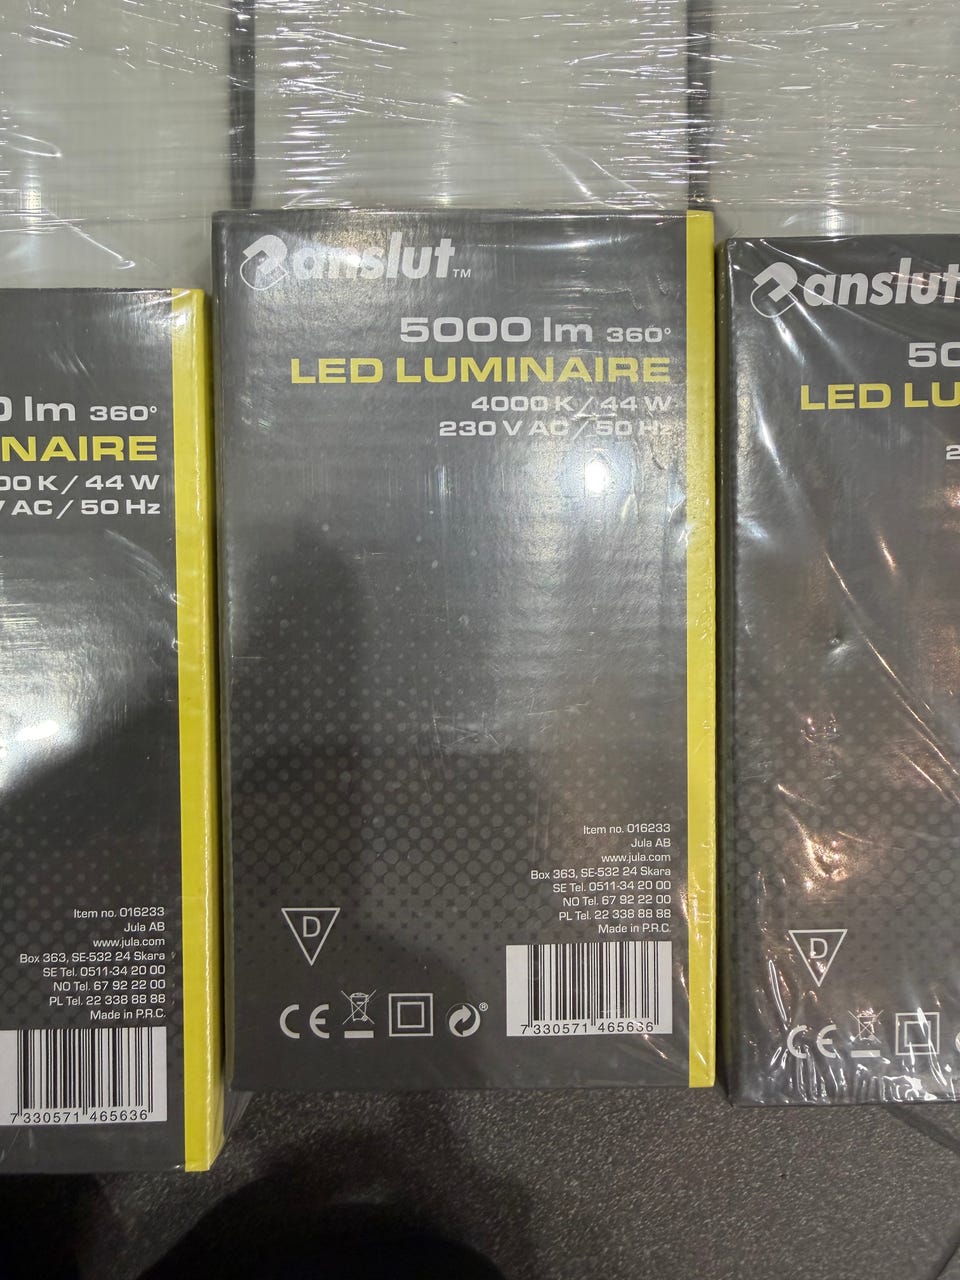 anslut™
5000 lm 360°
LED LUMINAIRE
4000 K / 44 W
230 V AC / 50 Hz
Item no. 016233
Jula AB
www.jula.com
Box 363, SE-532 24 Skara
SE Tel. 0511-34 20 00
NO Tel. 67 92 22 00
PL Tel. 22 338 88 88
Made in P.R.C.
D
CE
®
7 330571 465636
0 lm 360°
NAIRE
00 K / 44 W
V AC / 50 Hz
Item no. 016233
Jula AB
www.jula.com
Box 363, SE-532 24 Skara
SE Tel. 0511-34 20 00
NO Tel. 67 92 22 00
PL Tel. 22 338 88 88
Made in P.R.C.
7 330571 465636
anslut
50
LED LU
2
D
CE